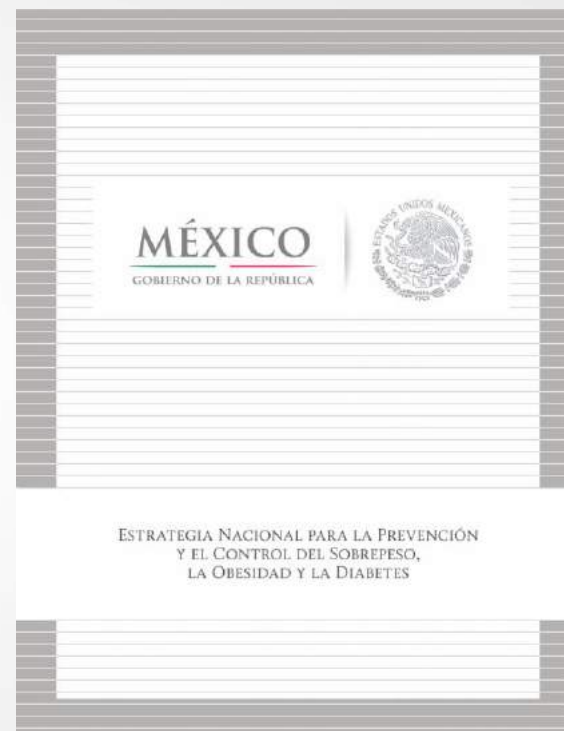 MÉXICO
GOBIERNO DE LA REPÚBLICA
ESTADOS UNIDOS MEXICANOS
ESTRATEGIA NACIONAL PARA LA PREVENCIÓN
Y EL CONTROL DEL SOBREPESO,
LA OBESIDAD Y LA DIABETES